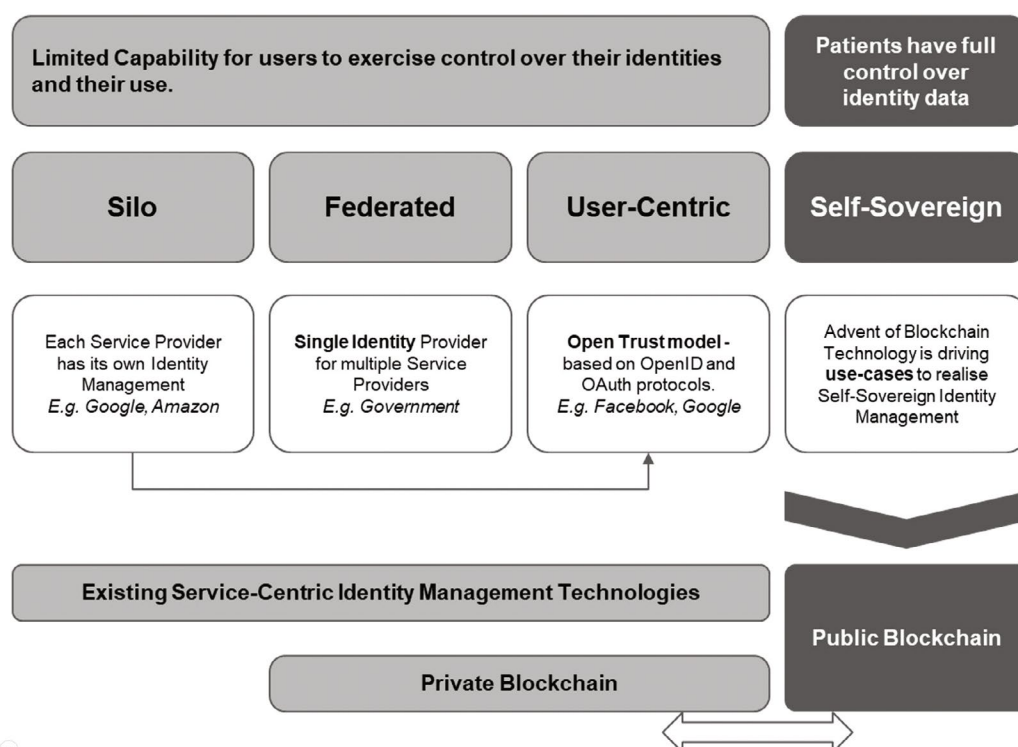 Limited Capability for users to exercise control over their identities
and their use.
Patients have full
control over
identity data
Silo
Federated
User-Centric
Self-Sovereign
Each Service Provider
has its own Identity
Management
E.g. Google, Amazon
Single Identity Provider
for multiple Service
Providers
E.g. Government
Open Trust model -
based on OpenID and
OAuth protocols.
E.g. Facebook, Google
Advent of Blockchain
Technology is driving
use-cases to realise
Self-Sovereign Identity
Management
Existing Service-Centric Identity Management Technologies
Public Blockchain
Private Blockchain